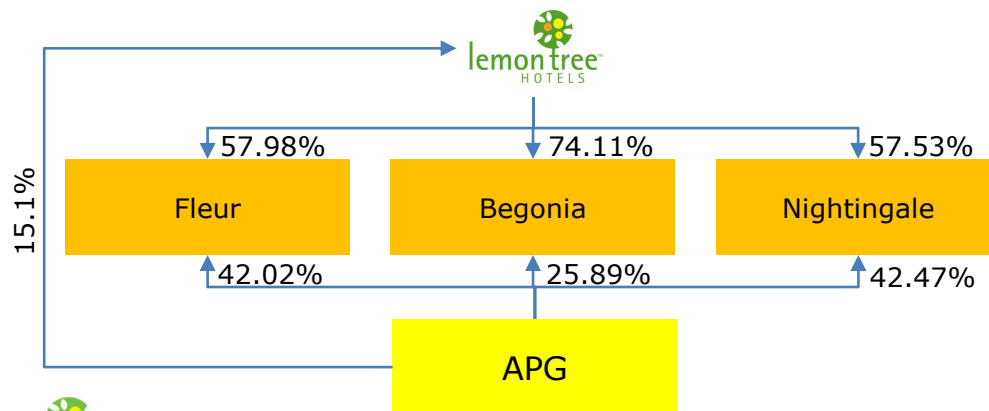 lemon tree
HOTELS
57.98% 74.11% 57.53%
Fleur Begonia Nightingale
15.1%
42.02% 25.89% 42.47%
APG